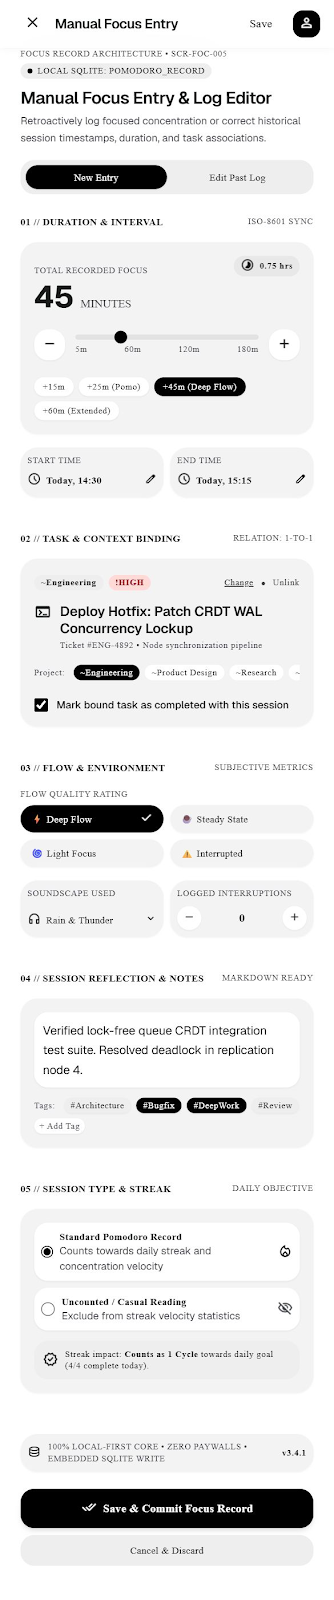 Manual Focus Entry
Save
FOCUS RECORD ARCHITECTURE • SCR-FOC-005
LOCAL SQLITE: POMODORO_RECORD
Manual Focus Entry & Log Editor
Retroactively log focused concentration or correct historical
session timestamps, duration, and task associations.
New Entry
Edit Past Log
01 // DURATION & INTERVAL
ISO-8601 SYNC
TOTAL RECORDED FOCUS
0.75 hrs
45 MINUTES
5m
60m
120m
180m
+15m
+25m (Pomo)
+45m (Deep Flow)
+60m (Extended)
START TIME
Today, 14:30
END TIME
Today, 15:15
02 // TASK & CONTEXT BINDING
RELATION: 1-TO-1
~Engineering
!HIGH
Change
•
Unlink
Deploy Hotfix: Patch CRDT WAL
Concurrency Lockup
Ticket #ENG-4892 • Node synchronization pipeline
Project:
~Engineering
~Product Design
~Research
~
Mark bound task as completed with this session
03 // FLOW & ENVIRONMENT
SUBJECTIVE METRICS
FLOW QUALITY RATING
Deep Flow
Steady State
Light Focus
Interrupted
SOUNDSCAPE USED
Rain & Thunder
LOGGED INTERRUPTIONS
0
04 // SESSION REFLECTION & NOTES
MARKDOWN READY
Verified lock-free queue CRDT integration
test suite. Resolved deadlock in replication
node 4.
Tags:
#Architecture
#Bugfix
#DeepWork
#Review
+ Add Tag
05 // SESSION TYPE & STREAK
DAILY OBJECTIVE
Standard Pomodoro Record
Counts towards daily streak and
concentration velocity
Uncounted / Casual Reading
Exclude from streak velocity statistics
Streak impact: Counts as 1 Cycle towards daily goal
(4/4 complete today).
100% LOCAL-FIRST CORE • ZERO PAYWALLS •
EMBEDDED SQLITE WRITE
v3.4.1
Save & Commit Focus Record
Cancel & Discard